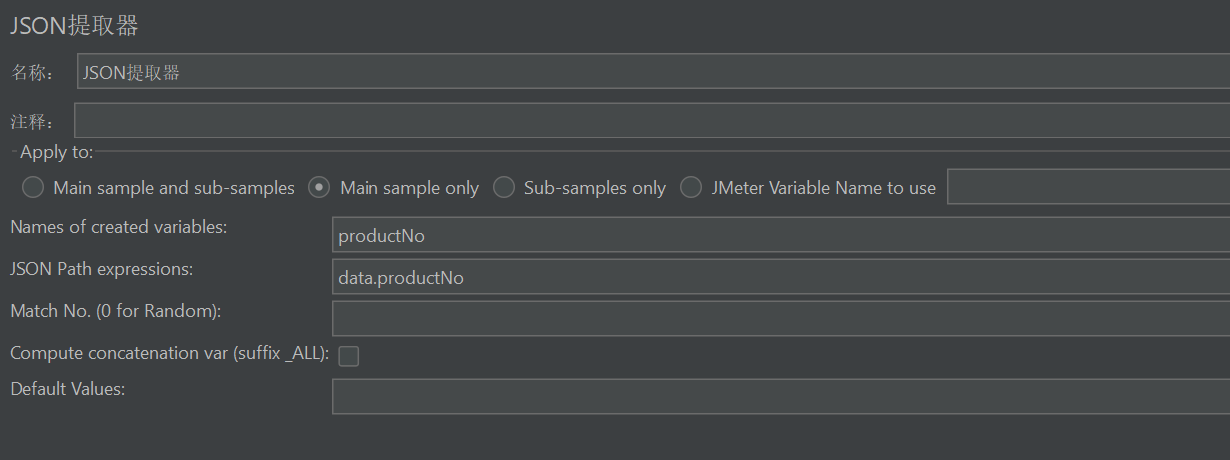 JSON提取器
名称： JSON提取器
注释：
Apply to:
Main sample and sub-samples Main sample only Sub-samples only JMeter Variable Name to use
Names of created variables: productNo
JSON Path expressions: data.productNo
Match No. (0 for Random):
Compute concatenation var (suffix _ALL):
Default Values: